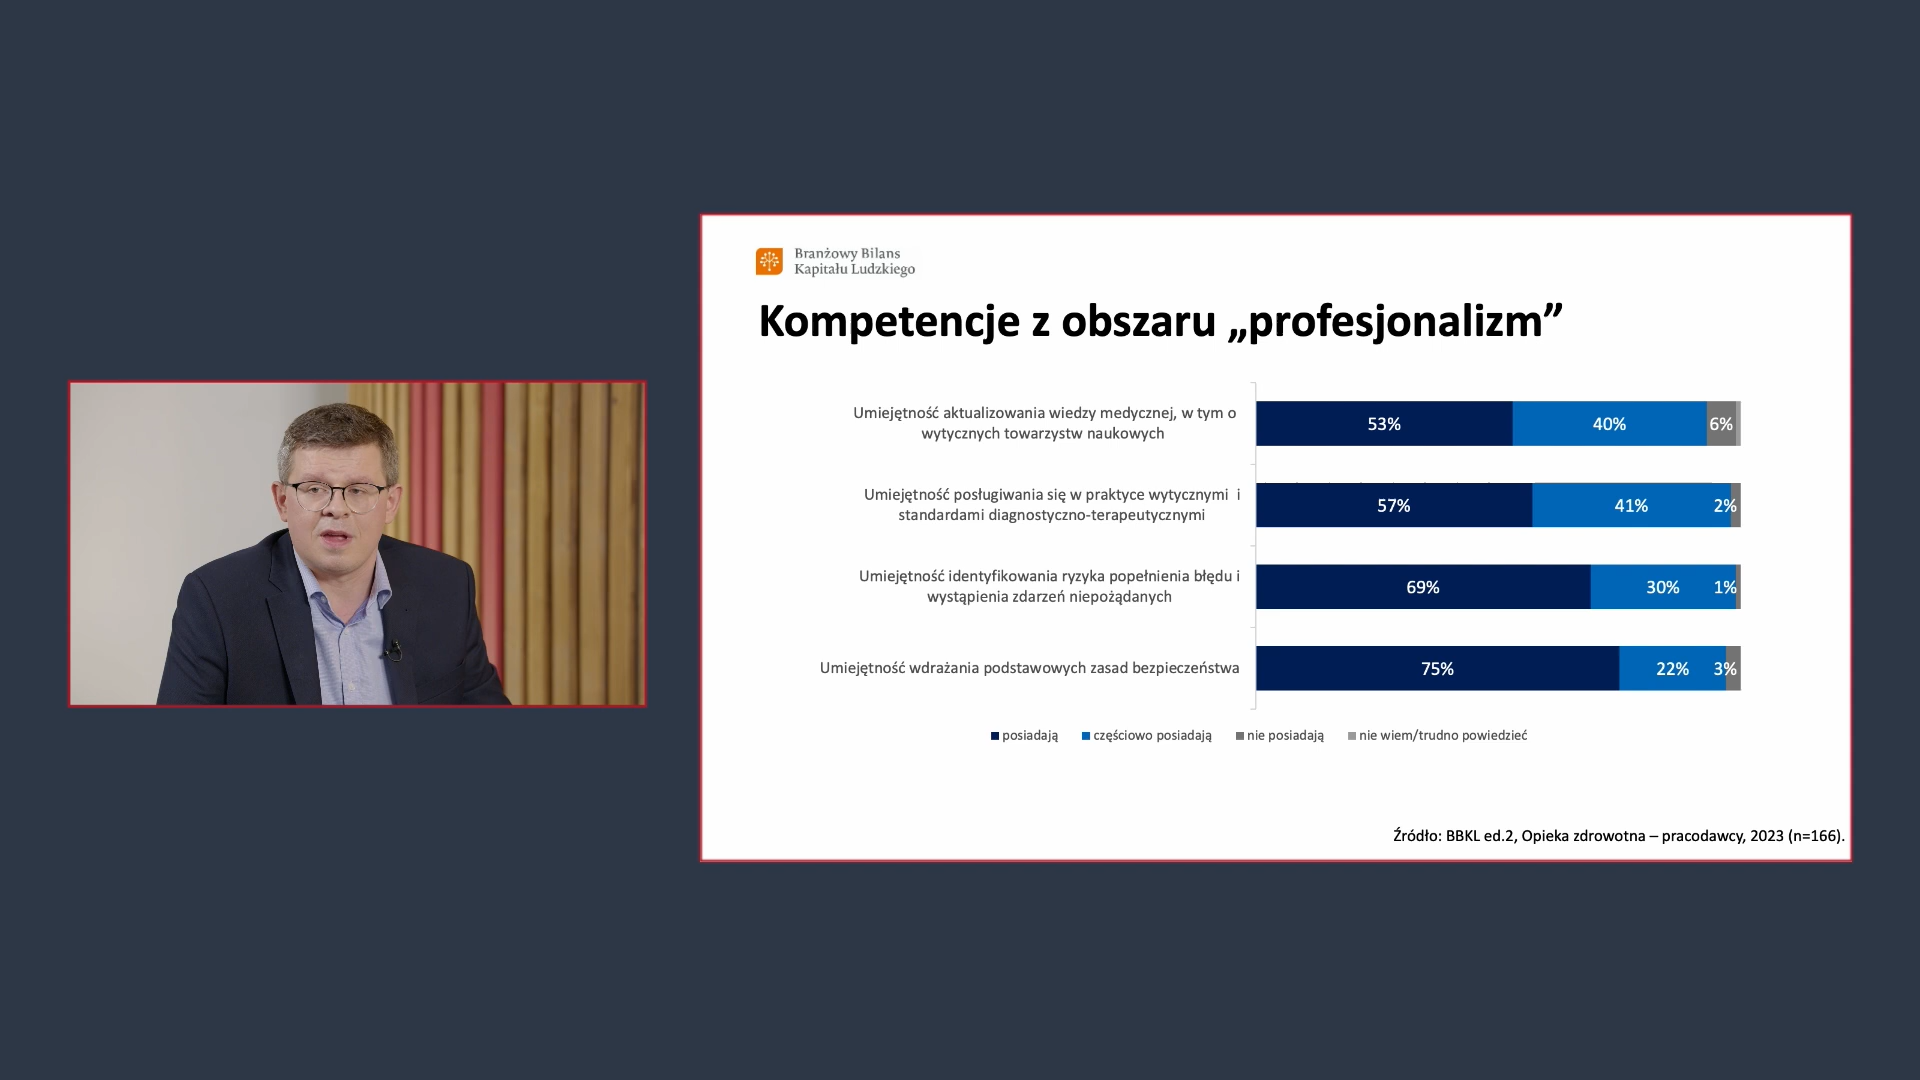 Branżowy Bilans
Kapitału Ludzkiego
Kompetencje z obszaru „profesjonalizm”
Umiejętność aktualizowania wiedzy medycznej, w tym o
wytycznych towarzystw naukowych
53%
40%
6%
Umiejętność posługiwania się w praktyce wytycznymi i
standardami diagnostyczno-terapeutycznymi
57%
41%
2%
Umiejętność identyfikowania ryzyka popełnienia błędu i
wystąpienia zdarzeń niepożądanych
69%
30%
1%
Umiejętność wdrażania podstawowych zasad bezpieczeństwa
75%
22%
3%
posiadają
częściowo posiadają
nie posiadają
nie wiem/trudno powiedzieć
Źródło: BBKL ed.2, Opieka zdrowotna – pracodawcy, 2023 (n=166).